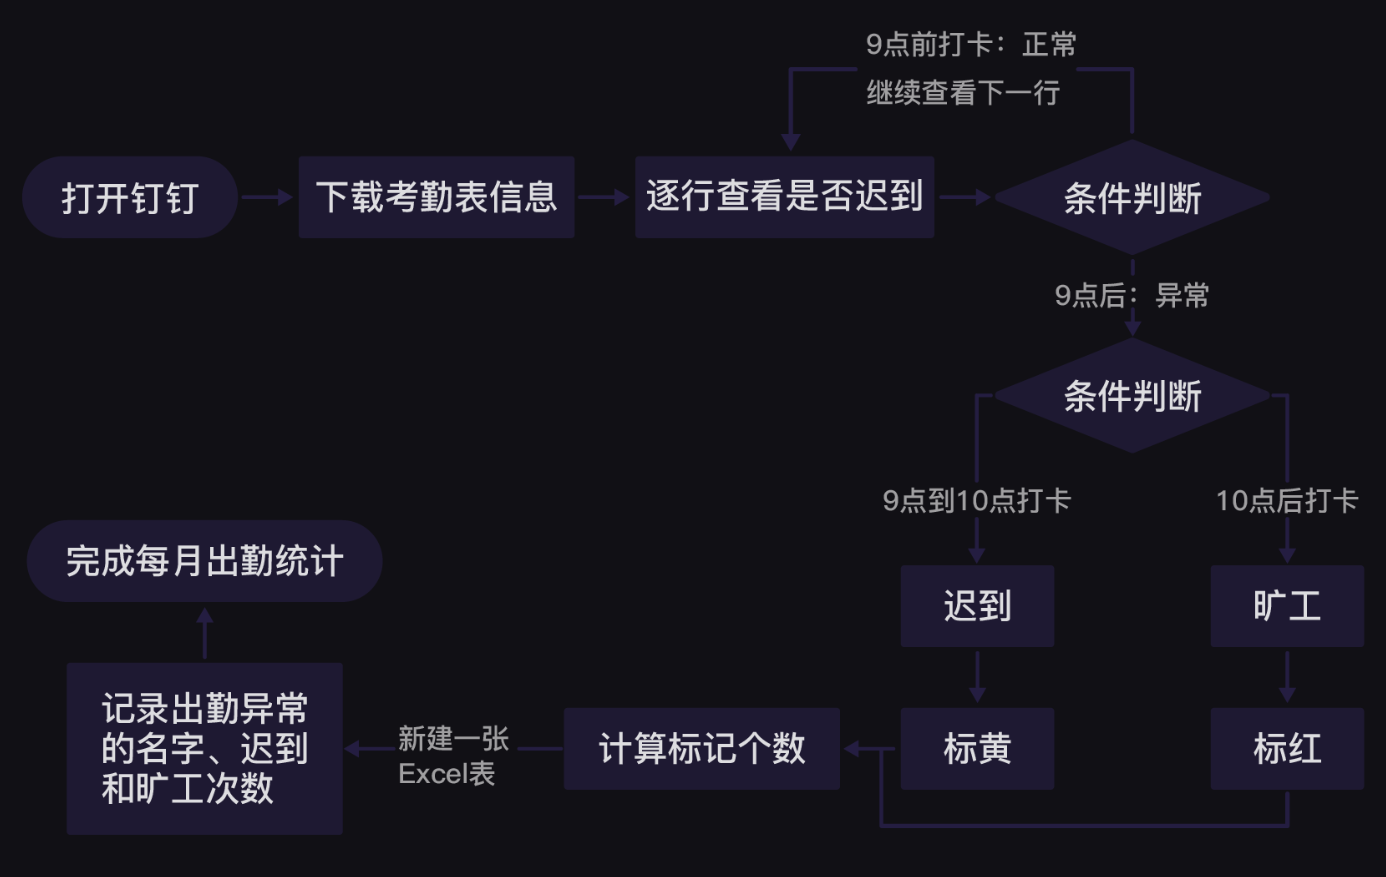 9点前打卡：正常
继续查看下一行
打开钉钉
下载考勤表信息
逐行查看是否迟到
条件判断
9点后：异常
条件判断
9点到10点打卡
10点后打卡
迟到
旷工
标黄
标红
计算标记个数
新建一张
Excel表
记录出勤异常
的名字、迟到
和旷工次数
完成每月出勤统计